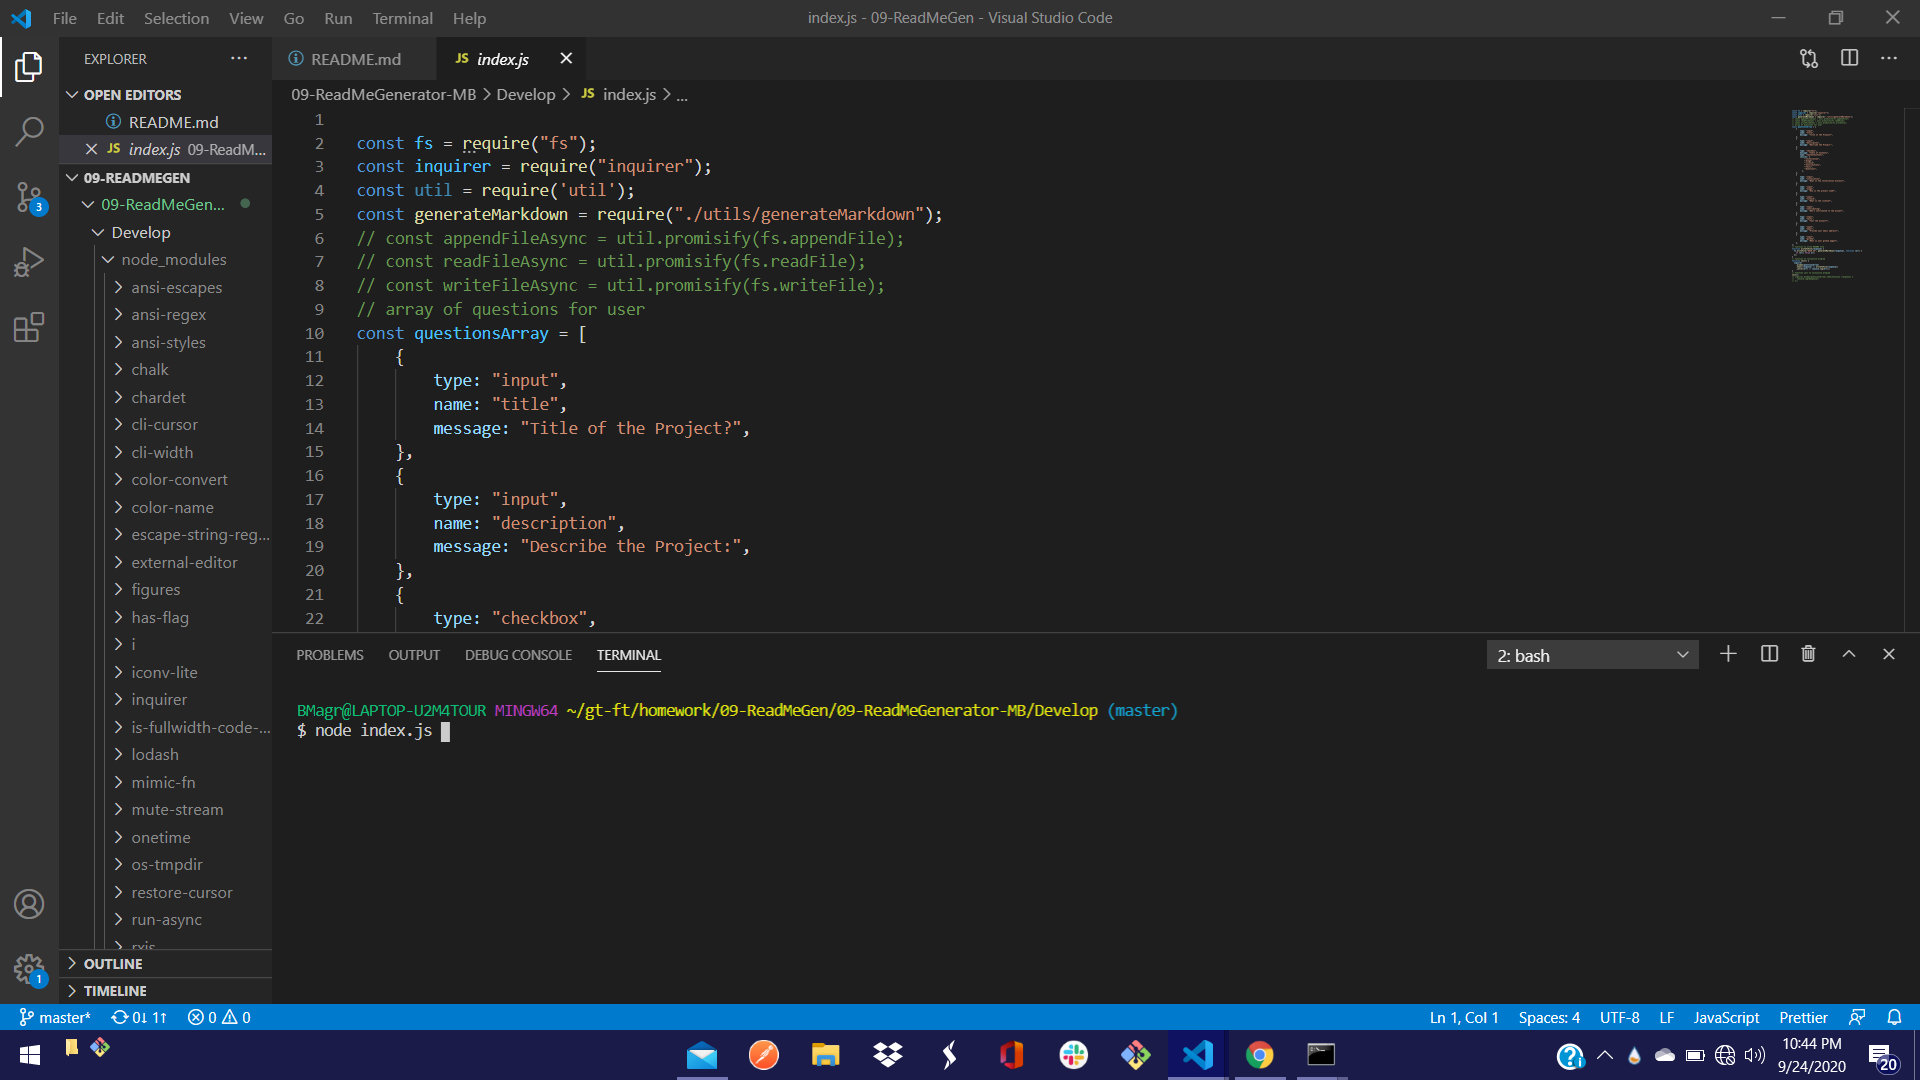 File Edit Selection View Go Run Terminal Help
index.js - 09-ReadMeGen - Visual Studio Code
EXPLORER
OPEN EDITORS
README.md
JS index.js 09-ReadM...
09-READMEGEN
09-ReadMeGen...
Develop
node_modules
ansi-escapes
ansi-regex
ansi-styles
chalk
chardet
cli-cursor
cli-width
color-convert
color-name
escape-string-reg...
external-editor
figures
has-flag
i
iconv-lite
inquirer
is-fullwidth-code-...
lodash
mimic-fn
mute-stream
onetime
os-tmpdir
restore-cursor
run-async
rxjs
OUTLINE
TIMELINE
3
1
README.md
JS index.js
09-ReadMeGenerator-MB > Develop > JS index.js > ...
1
2 const fs = require("fs");
3 const inquirer = require("inquirer");
4 const util = require('util');
5 const generateMarkdown = require("./utils/generateMarkdown");
6 // const appendFileAsync = util.promisify(fs.appendFile);
7 // const readFileAsync = util.promisify(fs.readFile);
8 // const writeFileAsync = util.promisify(fs.writeFile);
9 // array of questions for user
10 const questionsArray = [
11 {
12 type: "input",
13 name: "title",
14 message: "Title of the Project?",
15 },
16 {
17 type: "input",
18 name: "description",
19 message: "Describe the Project:",
20 },
21 {
22 type: "checkbox",
PROBLEMS OUTPUT DEBUG CONSOLE TERMINAL
2: bash
BMagr@LAPTOP-U2M4TOUR MINGW64 ~/gt-ft/homework/09-ReadMeGen/09-ReadMeGenerator-MB/Develop (master)
$ node index.js
master* 0↓ 1↑ 0 0
Ln 1, Col 1 Spaces: 4 UTF-8 LF JavaScript Prettier
10:44 PM
9/24/2020
20